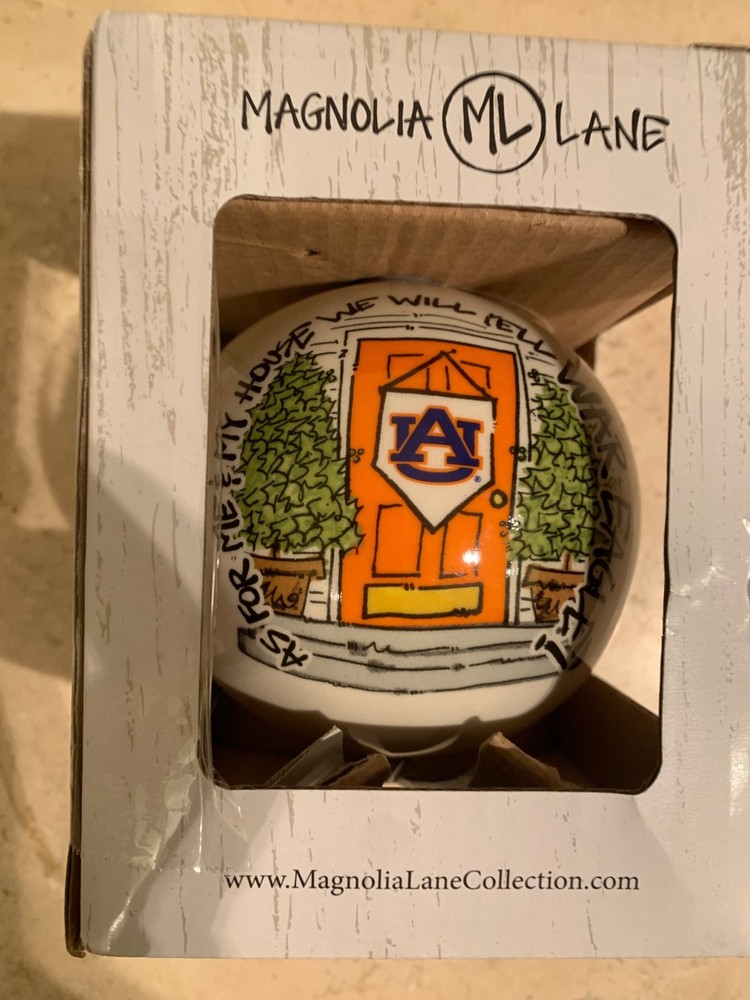 MAGNOLIA ML LANE
AS FOR ME & MY HOUSE WE WILL YELL WAR EAGLE!
AU
®
www.MagnoliaLaneCollection.com